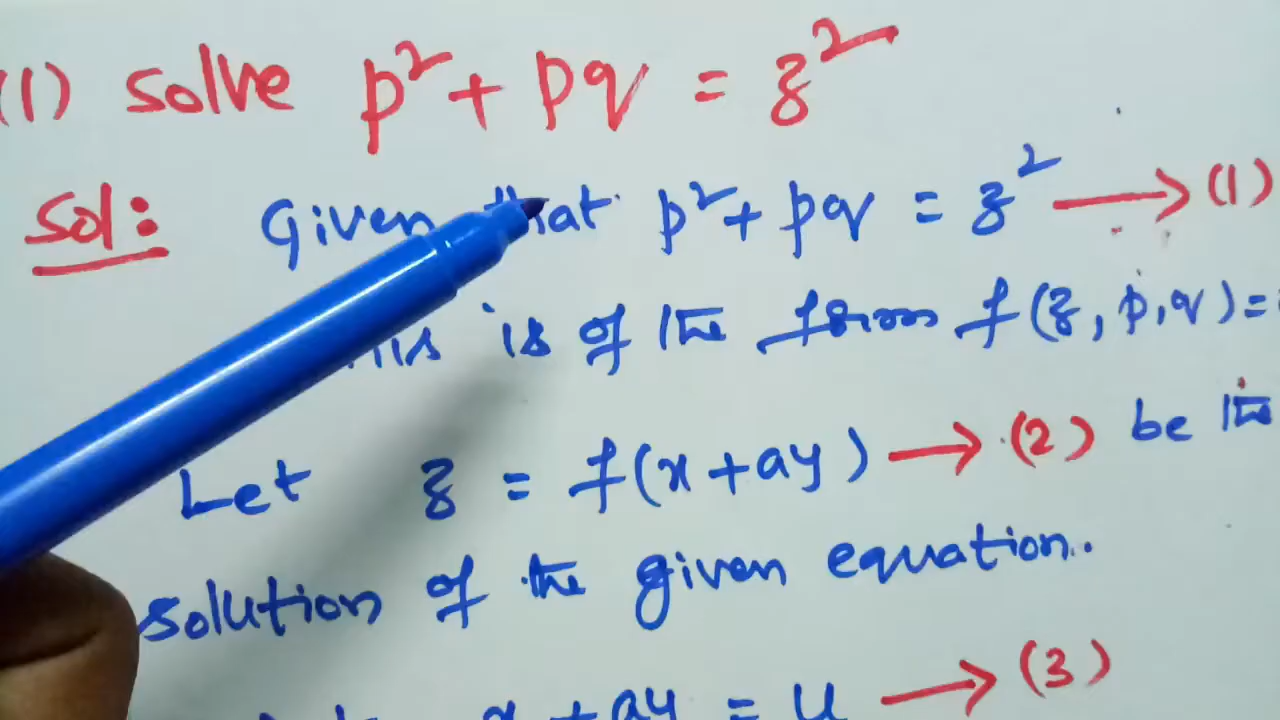 (1) Solve p² + pq = z²
Sol: Given that p² + pq = z² → (1)
is of the form f(z, p, q) =
Let z = f(x + ay) → (2) be the
solution of the given equation.
x + ay = u → (3)